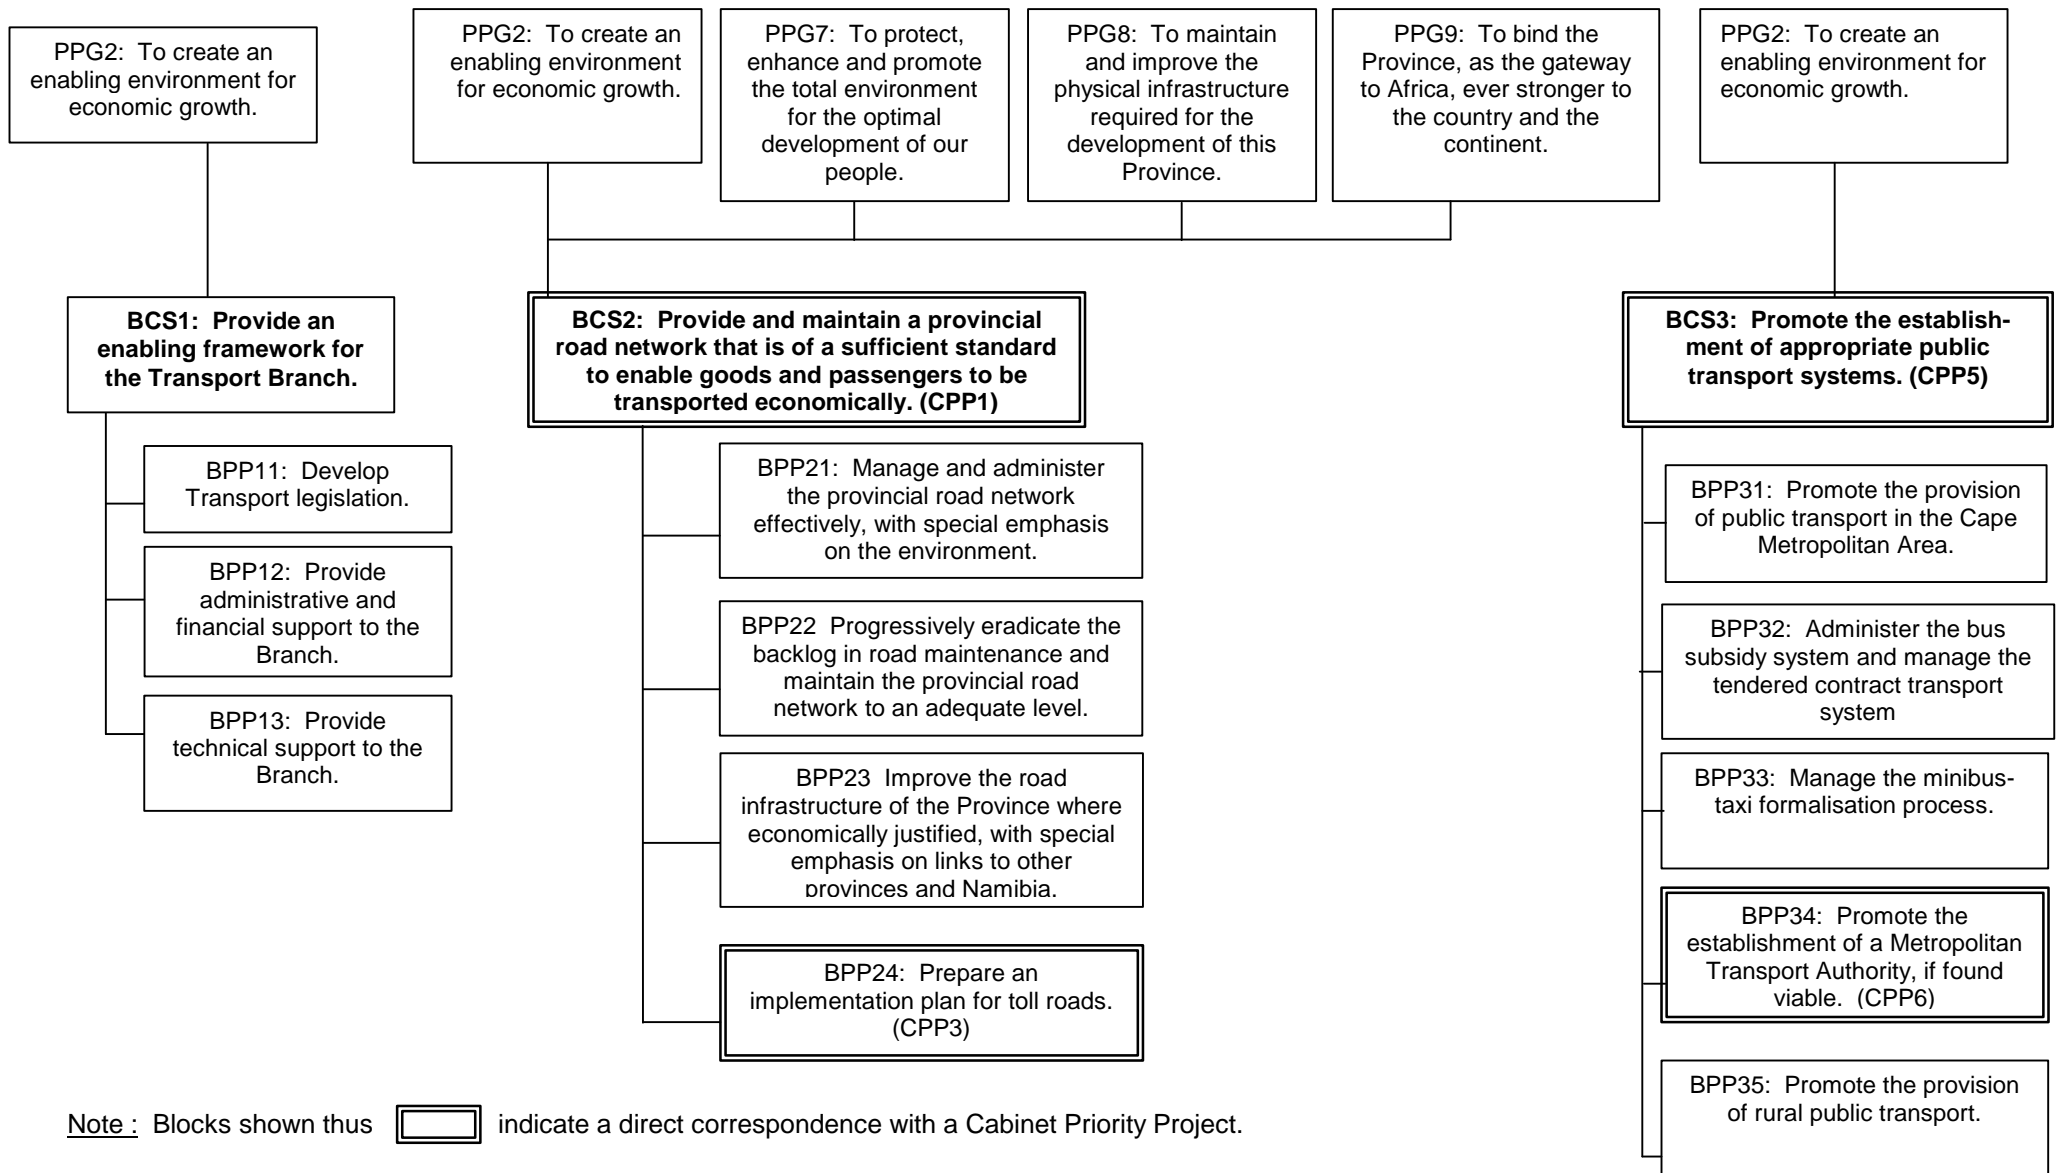 PPG2: To create an
enabling environment for
economic growth.
PPG2: To create an
enabling environment
for economic growth.
PPG7: To protect,
enhance and promote
the total environment
for the optimal
development of our
people.
PPG8: To maintain
and improve the
physical infrastructure
required for the
development of this
Province.
PPG9: To bind the
Province, as the gateway
to Africa, ever stronger to
the country and the
continent.
PPG2: To create an
enabling environment for
economic growth.
BCS1: Provide an
enabling framework for
the Transport Branch.
BPP11: Develop
Transport legislation.
BPP12: Provide
administrative and
financial support to the
Branch.
BPP13: Provide
technical support to the
Branch.
BCS2: Provide and maintain a provincial
road network that is of a sufficient standard
to enable goods and passengers to be
transported economically. (CPP1)
BPP21: Manage and administer
the provincial road network
effectively, with special emphasis
on the environment.
BPP22 Progressively eradicate the
backlog in road maintenance and
maintain the provincial road
network to an adequate level.
BPP23 Improve the road
infrastructure of the Province where
economically justified, with special
emphasis on links to other
provinces and Namibia.
BPP24: Prepare an
implementation plan for toll roads.
(CPP3)
BCS3: Promote the establish-
ment of appropriate public
transport systems. (CPP5)
BPP31: Promote the provision
of public transport in the Cape
Metropolitan Area.
BPP32: Administer the bus
subsidy system and manage the
tendered contract transport
system
BPP33: Manage the minibus-
taxi formalisation process.
BPP34: Promote the
establishment of a Metropolitan
Transport Authority, if found
viable. (CPP6)
BPP35: Promote the provision
of rural public transport.
Note : Blocks shown thus indicate a direct correspondence with a Cabinet Priority Project.